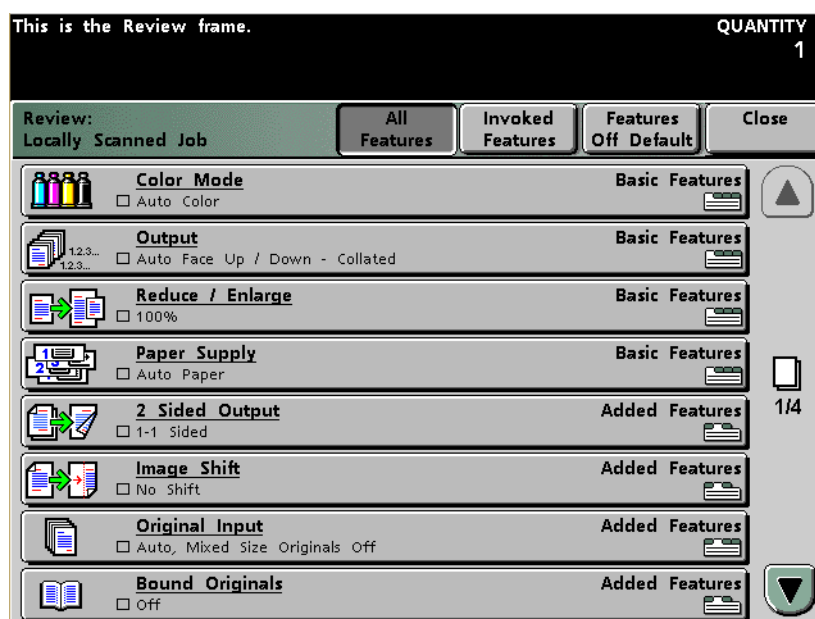 This is the Review frame.
QUANTITY
1
Review:
Locally Scanned Job
All
Features
Invoked
Features
Features
Off Default
Close
Color Mode
Auto Color
Basic Features
1.2.3...
1.2.3...
Output
Auto Face Up / Down - Collated
Basic Features
Reduce / Enlarge
100%
Basic Features
1
2
3
Paper Supply
Auto Paper
Basic Features
2 Sided Output
1-1 Sided
Added Features
Image Shift
No Shift
Added Features
Original Input
Auto, Mixed Size Originals Off
Added Features
Bound Originals
Off
Added Features
1/4